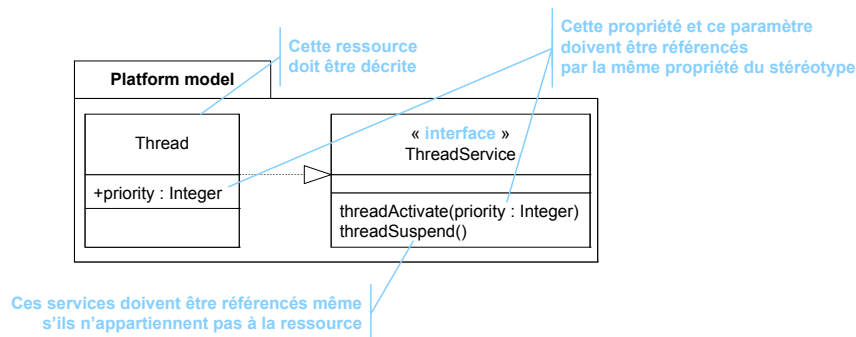 Cette ressource
doit être décrite
Cette propriété et ce paramètre
doivent être référencés
par la même propriété du stéréotype
Platform model
Thread
+priority : Integer
« interface »
ThreadService
threadActivate(priority : Integer)
threadSuspend()
Ces services doivent être référencés même
s’ils n’appartiennent pas à la ressource